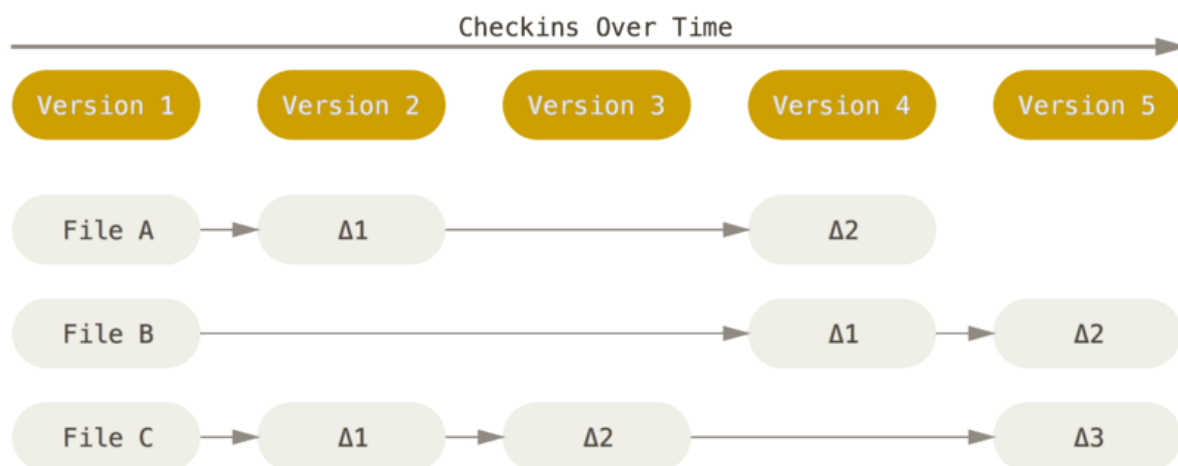 Checkins Over Time
Version 1 Version 2 Version 3 Version 4 Version 5
File A Δ1 Δ2
File B Δ1 Δ2
File C Δ1 Δ2 Δ3